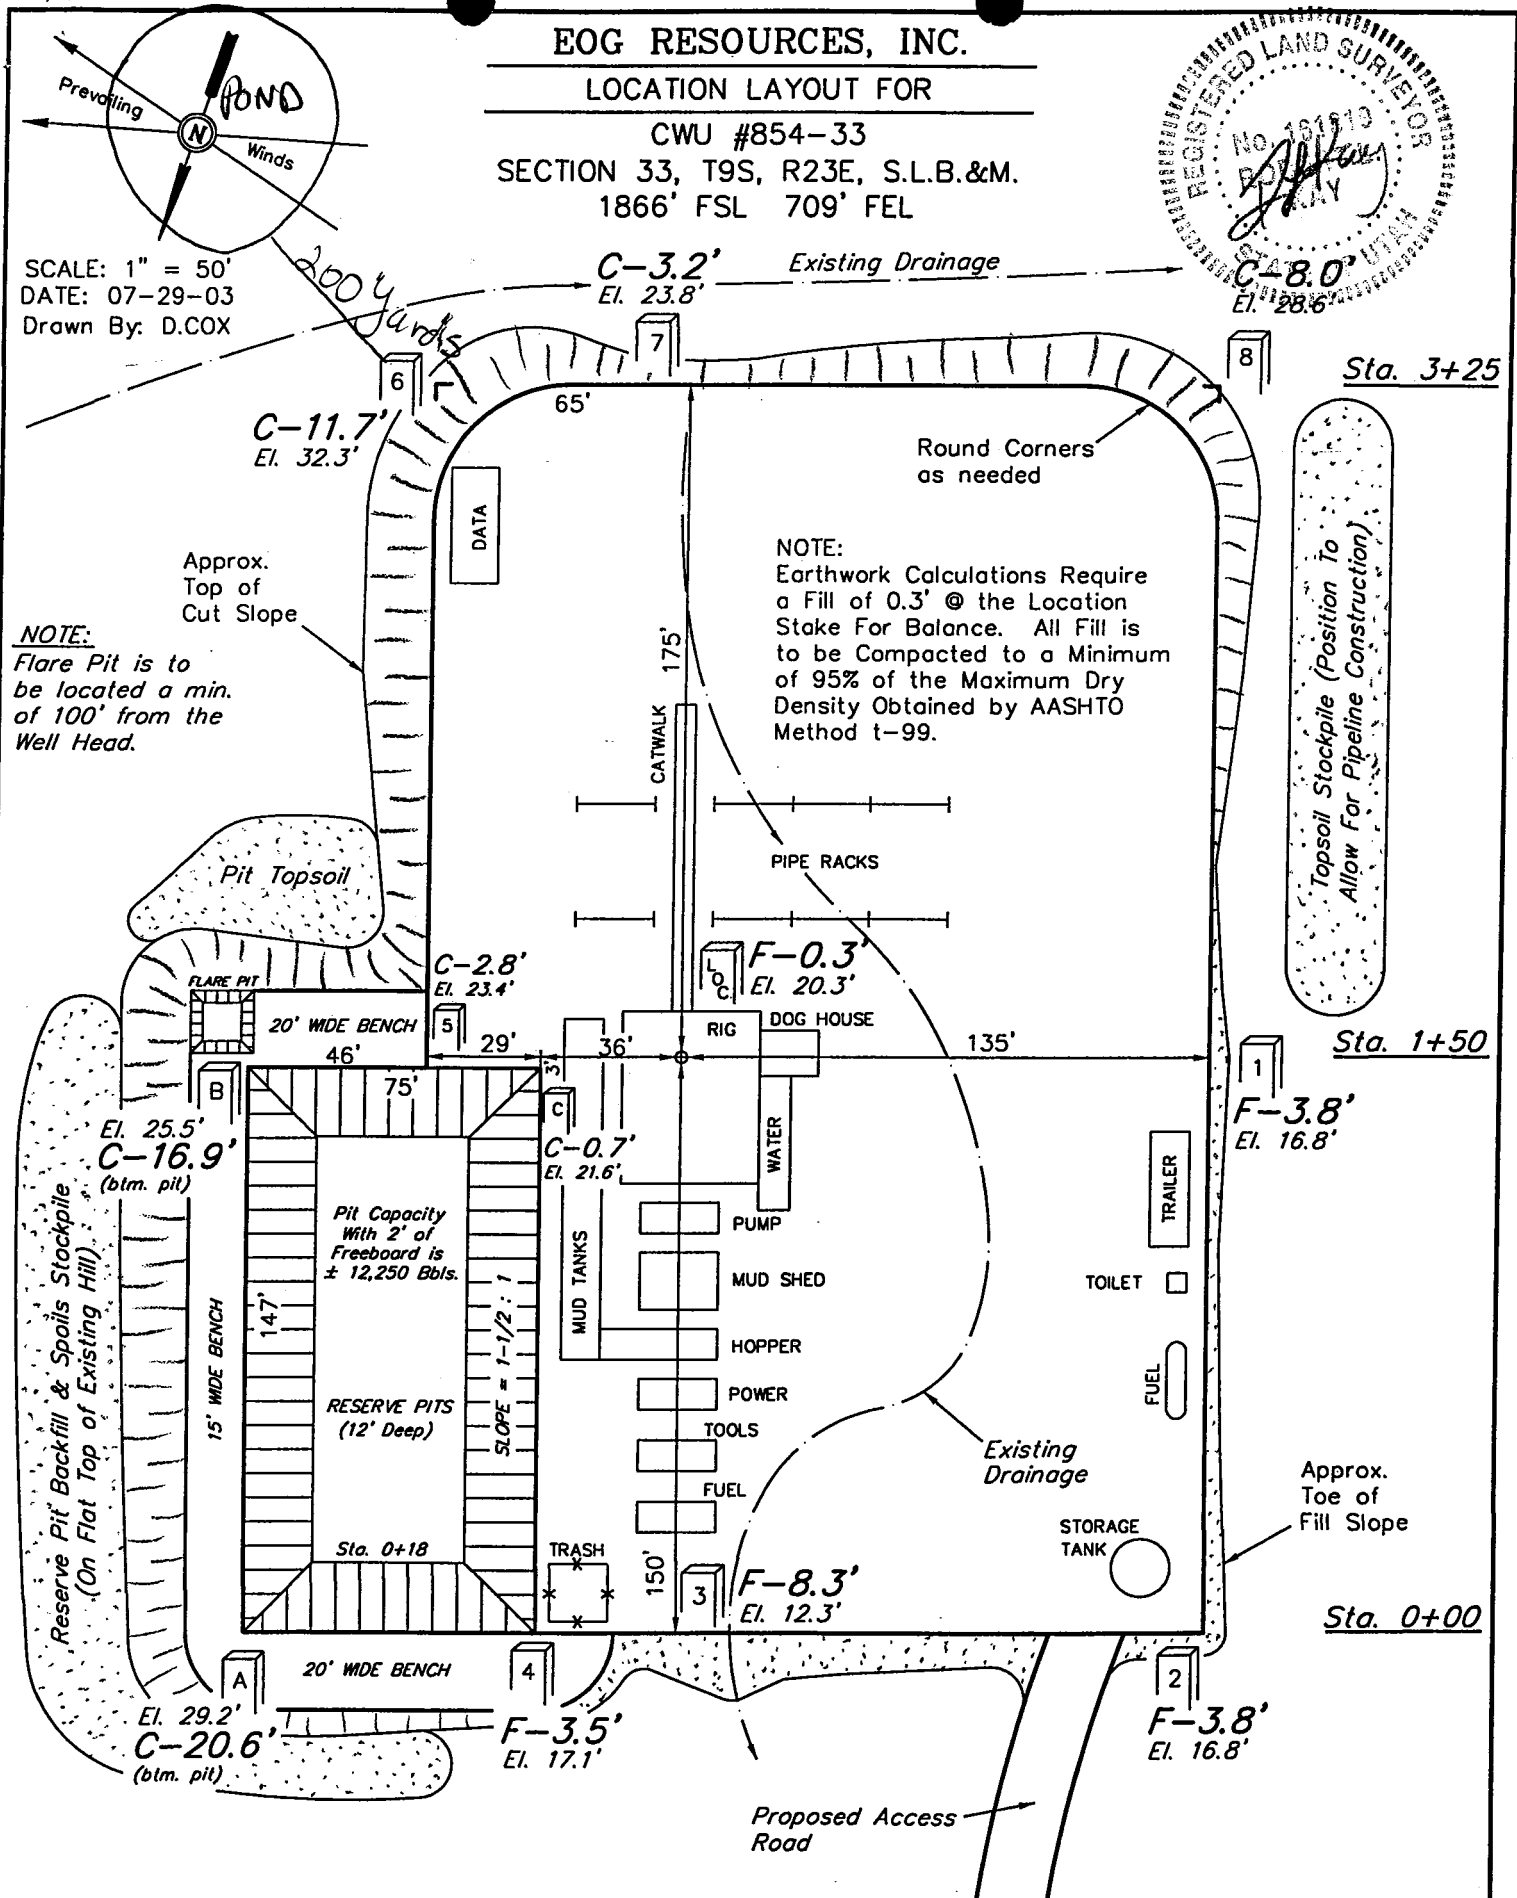 EOG RESOURCES, INC.
LOCATION LAYOUT FOR
CWU #854-33
SECTION 33, T9S, R23E, S.L.B.&M.
1866' FSL 709' FEL
Prevailing
Winds
N
POND
200 Yards
SCALE: 1" = 50'
DATE: 07-29-03
Drawn By: D.COX
REGISTERED LAND SURVEYOR
No. 161619
KAY
STATE OF UTAH
C-3.2'
El. 23.8'
Existing Drainage
C-8.0'
El. 28.6'
7
8
6
Sta. 3+25
65'
C-11.7'
El. 32.3'
Round Corners
as needed
DATA
Approx.
Top of
Cut Slope
NOTE:
Flare Pit is to
be located a min.
of 100' from the
Well Head.
NOTE:
Earthwork Calculations Require
a Fill of 0.3' @ the Location
Stake For Balance. All Fill is
to be Compacted to a Minimum
of 95% of the Maximum Dry
Density Obtained by AASHTO
Method t-99.
Topsoil Stockpile (Position To
Allow For Pipeline Construction)
175'
CATWALK
PIPE RACKS
Pit Topsoil
C-2.8'
El. 23.4'
LOC.
F-0.3'
El. 20.3'
FLARE PIT
20' WIDE BENCH
5
RIG
DOG HOUSE
46'
29'
36'
135'
Sta. 1+50
3'
1
F-3.8'
El. 16.8'
B
75'
C
El. 25.5'
C-16.9'
(btm. pit)
C-0.7'
El. 21.6'
WATER
TRAILER
Pit Capacity
With 2' of
Freeboard is
± 12,250 Bbls.
PUMP
MUD TANKS
MUD SHED
TOILET
147'
SLOPE = 1-1/2 : 1
HOPPER
15' WIDE BENCH
Reserve Pit Backfill & Spoils Stockpile
(On Flat Top of Existing Hill)
POWER
FUEL
RESERVE PITS
(12' Deep)
TOOLS
Existing
Drainage
FUEL
Approx.
Toe of
Fill Slope
STORAGE
TANK
Sta. 0+18
TRASH
150'
3
F-8.3'
El. 12.3'
Sta. 0+00
A
20' WIDE BENCH
4
2
El. 29.2'
C-20.6'
(btm. pit)
F-3.5'
El. 17.1'
F-3.8'
El. 16.8'
Proposed Access
Road